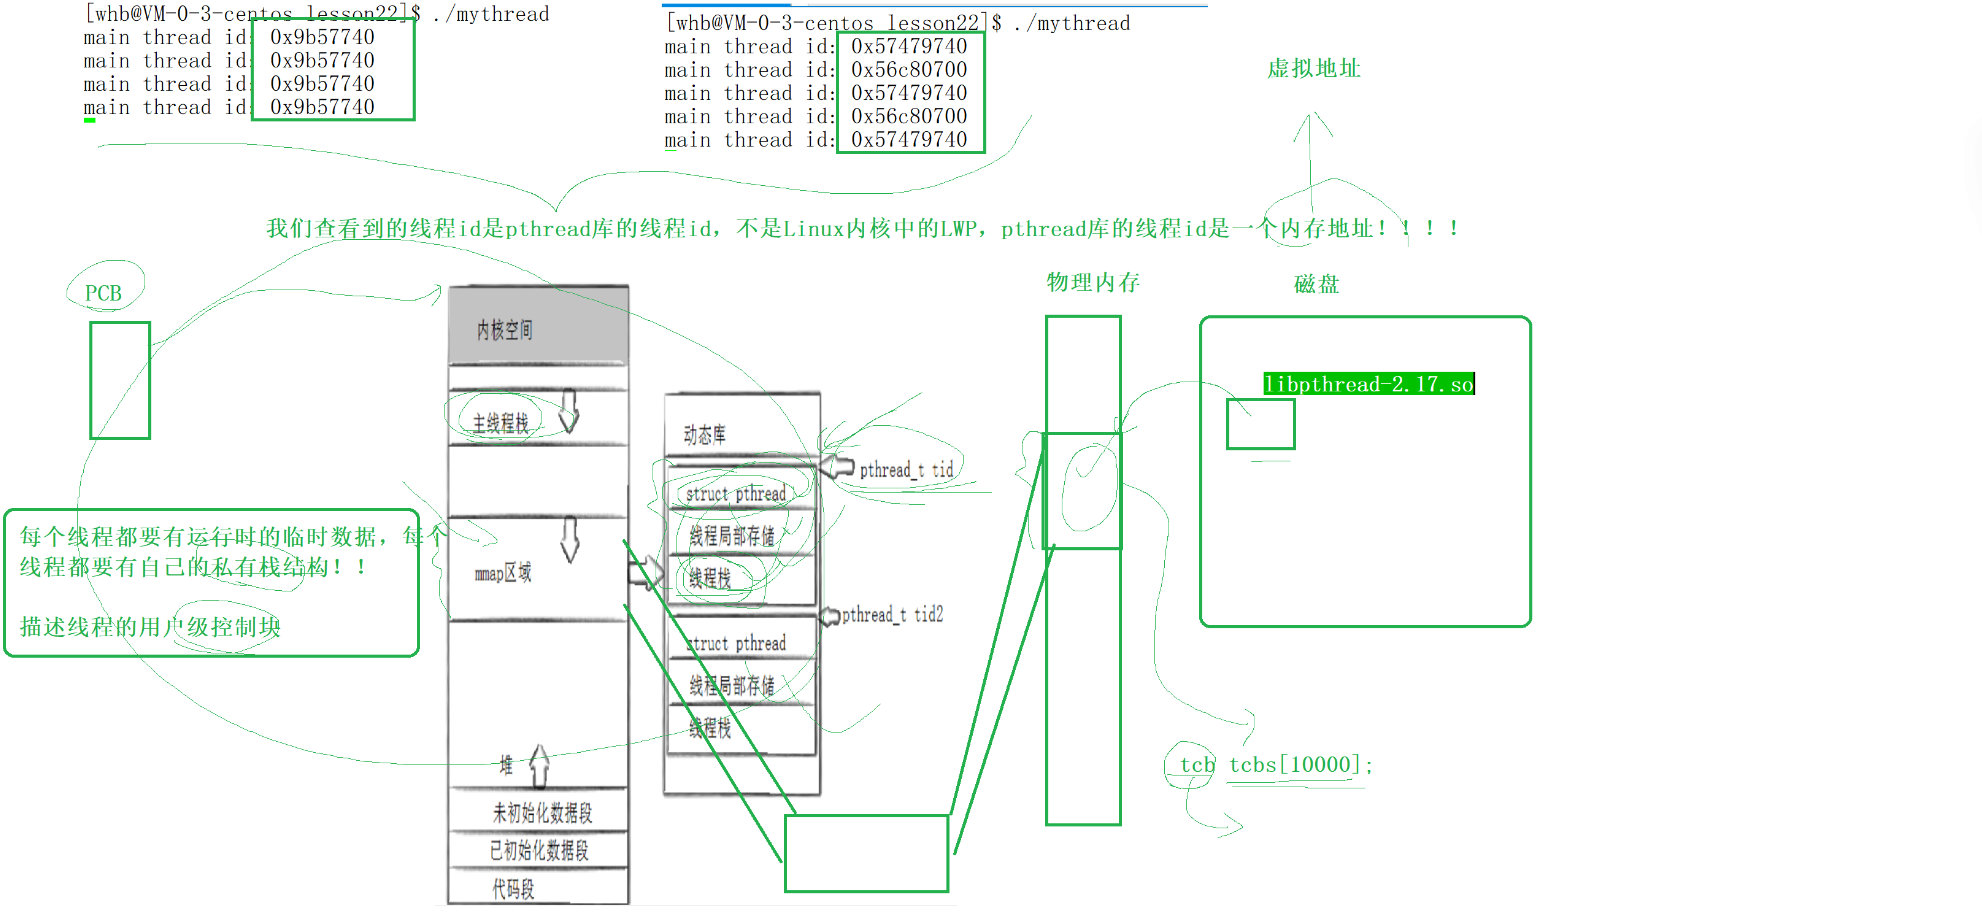 [whb@VM-0-3-centos lesson22]$ ./mythread
main thread id: 0x9b57740
main thread id: 0x9b57740
main thread id: 0x9b57740
main thread id: 0x9b57740
[whb@VM-0-3-centos lesson22]$ ./mythread
main thread id: 0x57479740
main thread id: 0x56c80700
main thread id: 0x57479740
main thread id: 0x56c80700
main thread id: 0x57479740
虚拟地址
我们查看到的线程id是pthread库的线程id，不是Linux内核中的LWP，pthread库的线程id是一个内存地址！！！！
PCB
每个线程都要有运行时的临时数据，每个
线程都要有自己的私有栈结构！！
描述线程的用户级控制块
内核空间
主线程栈
mmap区域
堆
未初始化数据段
已初始化数据段
代码段
动态库
struct pthread
线程局部存储
线程栈
struct pthread
线程局部存储
线程栈
pthread_t tid
pthread_t tid2
物理内存
磁盘
libpthread-2.17.so
tcb tcbs[10000];